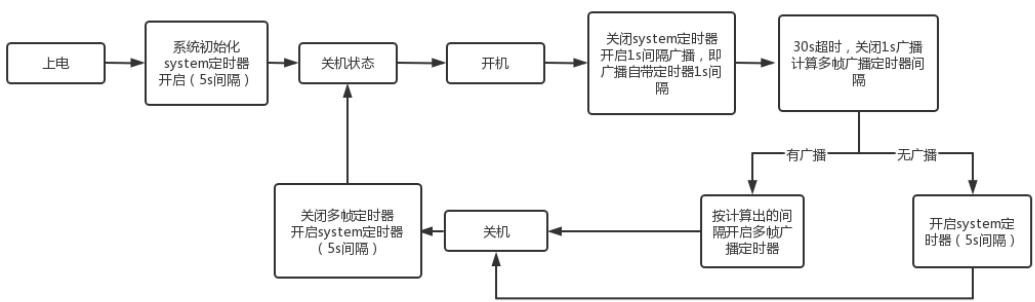 上电
系统初始化
system定时器
开启（5s间隔）
关机状态
开机
关闭system定时器
开启1s间隔广播，即
广播自带定时器1s间
隔
30s超时，关闭1s广播
计算多帧广播定时器间
隔
有广播
无广播
按计算出的间
隔开启多帧广
播定时器
开启system定
时器（5s间隔）
关机
关闭多帧定时器
开启system定时器
（5s间隔）